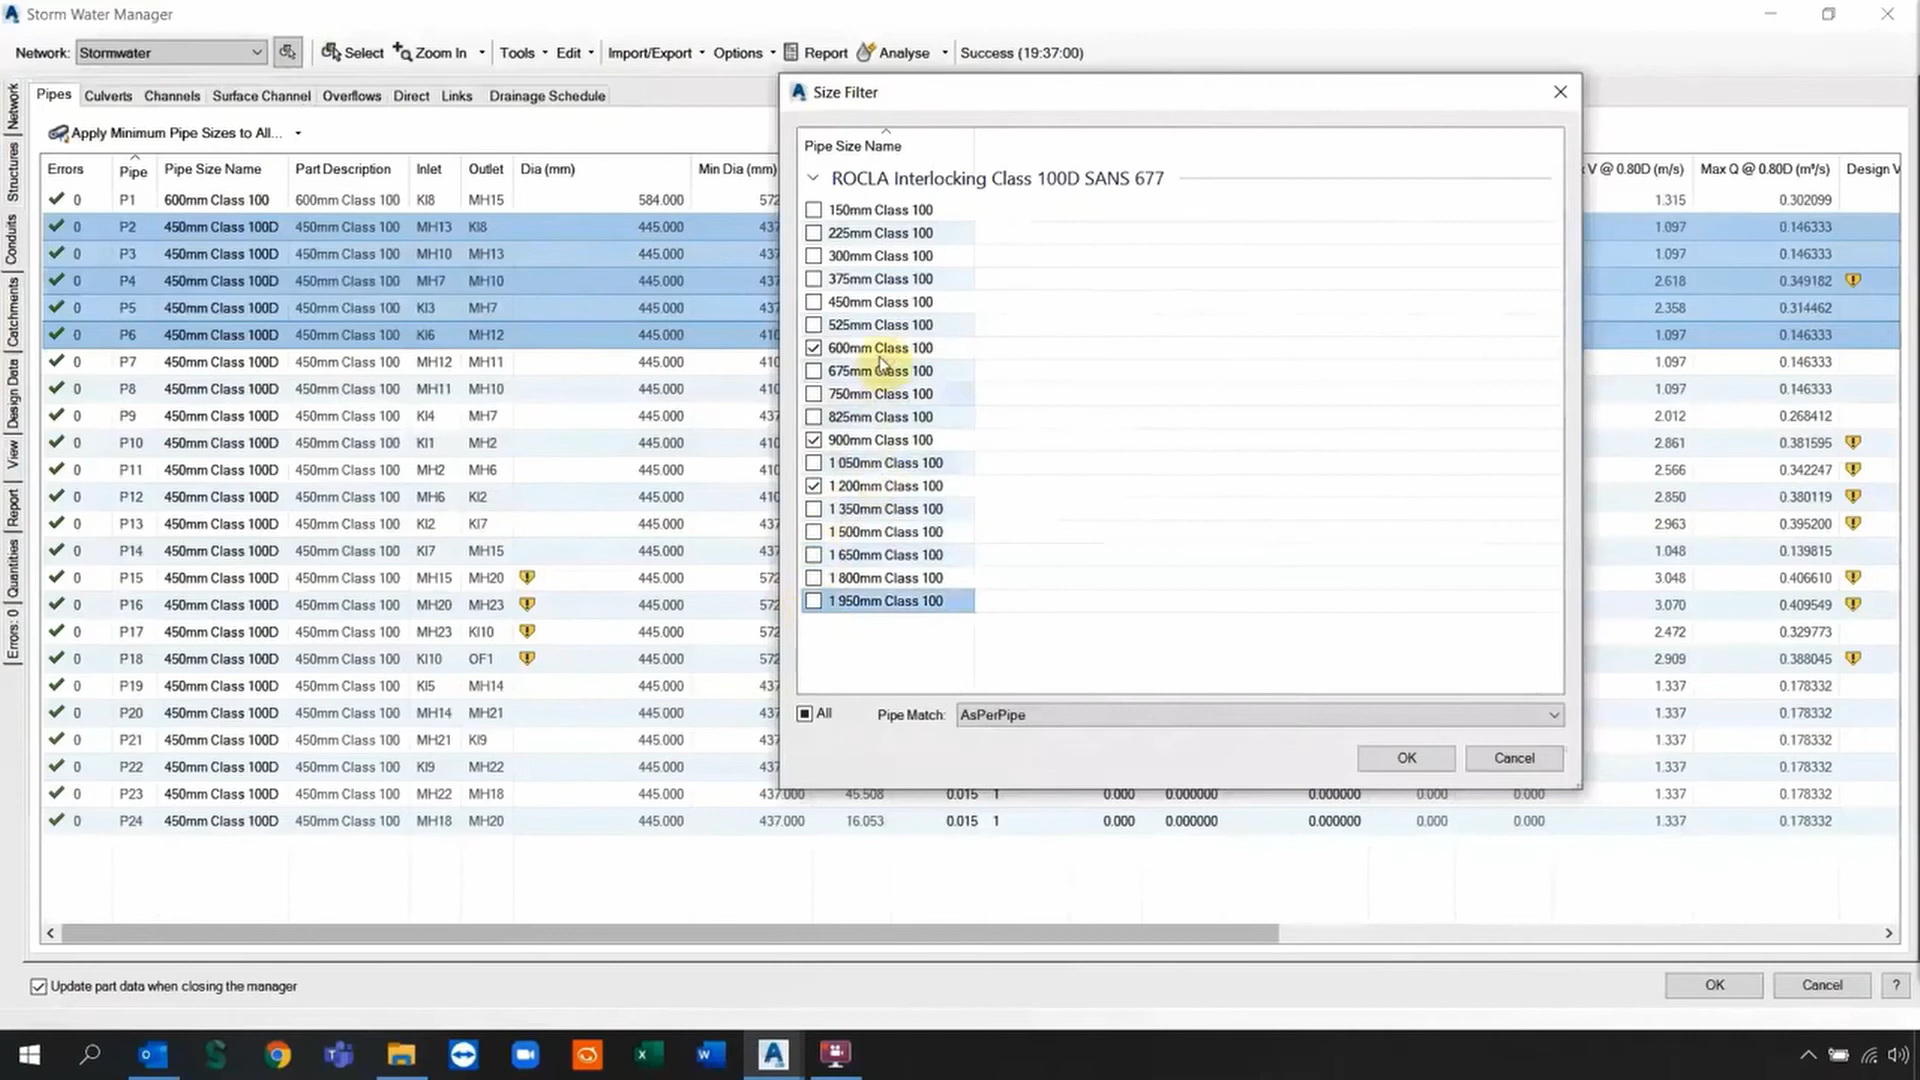 Storm Water Manager
Network: Stormwater Select Zoom In Tools Edit Import/Export Options Report Analyse Success (19:37:00)
Pipes Culverts Channels Surface Channel Overflows Direct Links Drainage Schedule
Apply Minimum Pipe Sizes to All...
Errors Pipe Pipe Size Name Part Description Inlet Outlet Dia (mm) Min Dia (mm) V @ 0.80D (m/s) Max Q @ 0.80D (m³/s) Design V
0 P1 600mm Class 100 600mm Class 100 KI8 MH15 584.000 572 1.315 0.302099
0 P2 450mm Class 100D 450mm Class 100 MH13 KI8 445.000 437 1.097 0.146333
0 P3 450mm Class 100D 450mm Class 100 MH10 MH13 445.000 437 1.097 0.146333
0 P4 450mm Class 100D 450mm Class 100 MH7 MH10 445.000 437 2.618 0.349182
0 P5 450mm Class 100D 450mm Class 100 KI3 MH7 445.000 437 2.358 0.314462
0 P6 450mm Class 100D 450mm Class 100 KI6 MH12 445.000 410 1.097 0.146333
0 P7 450mm Class 100D 450mm Class 100 MH12 MH11 445.000 410 1.097 0.146333
0 P8 450mm Class 100D 450mm Class 100 MH11 MH10 445.000 410 1.097 0.146333
0 P9 450mm Class 100D 450mm Class 100 KI4 MH7 445.000 437 2.012 0.268412
0 P10 450mm Class 100D 450mm Class 100 KI1 MH2 445.000 410 2.861 0.381595
0 P11 450mm Class 100D 450mm Class 100 MH2 MH6 445.000 410 2.566 0.342247
0 P12 450mm Class 100D 450mm Class 100 MH6 KI2 445.000 410 2.850 0.380119
0 P13 450mm Class 100D 450mm Class 100 KI2 KI7 445.000 437 2.963 0.395200
0 P14 450mm Class 100D 450mm Class 100 KI7 MH15 445.000 437 1.048 0.139815
0 P15 450mm Class 100D 450mm Class 100 MH15 MH20 445.000 572 3.048 0.406610
0 P16 450mm Class 100D 450mm Class 100 MH20 MH23 445.000 572 3.070 0.409549
0 P17 450mm Class 100D 450mm Class 100 MH23 KI10 445.000 572 2.472 0.329773
0 P18 450mm Class 100D 450mm Class 100 KI10 OF1 445.000 572 2.909 0.388045
0 P19 450mm Class 100D 450mm Class 100 KI5 MH14 445.000 437 1.337 0.178332
0 P20 450mm Class 100D 450mm Class 100 MH14 MH21 445.000 437 1.337 0.178332
0 P21 450mm Class 100D 450mm Class 100 MH21 KI9 445.000 437 1.337 0.178332
0 P22 450mm Class 100D 450mm Class 100 KI9 MH22 445.000 437 1.337 0.178332
0 P23 450mm Class 100D 450mm Class 100 MH22 MH18 445.000 437.000 45.508 0.015 1 0.000 0.000000 0.000000 0.000 0.000 1.337 0.178332
0 P24 450mm Class 100D 450mm Class 100 MH18 MH20 445.000 437.000 16.053 0.015 1 0.000 0.000000 0.000000 0.000 0.000 1.337 0.178332
Size Filter
Pipe Size Name
ROCLA Interlocking Class 100D SANS 677
150mm Class 100
225mm Class 100
300mm Class 100
375mm Class 100
450mm Class 100
525mm Class 100
600mm Class 100
675mm Class 100
750mm Class 100
825mm Class 100
900mm Class 100
1 050mm Class 100
1 200mm Class 100
1 350mm Class 100
1 500mm Class 100
1 650mm Class 100
1 800mm Class 100
1 950mm Class 100
All Pipe Match: AsPerPipe
OK Cancel
Network
Structures
Conduits
Catchments
Design Data
View
Report
Quantities
Errors: 0
Update part data when closing the manager
OK Cancel ?